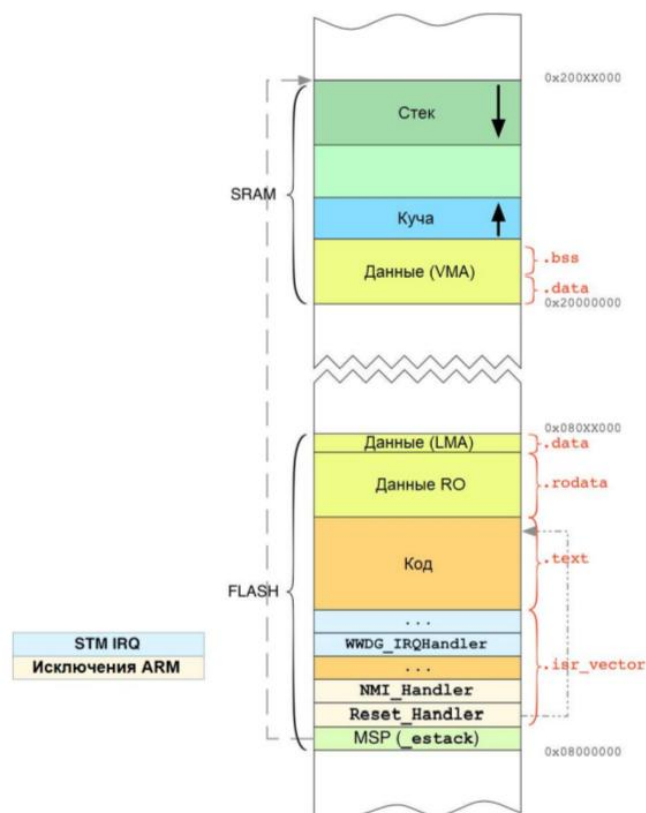 0x200XX000
Стек
SRAM
Куча
.bss
Данные (VMA)
.data
0x20000000
0x080XX000
Данные (LMA)
.data
Данные RO
.rodata
.text
Код
FLASH
...
STM IRQ
WWDG_IRQHandler
Исключения ARM
...
.isr_vector
NMI_Handler
Reset_Handler
MSP (_estack)
0x08000000